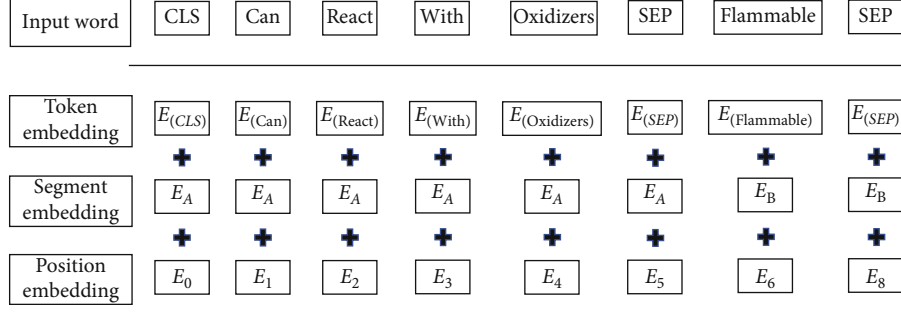 Input word CLS Can React With Oxidizers SEP Flammable SEP
Token embedding E(CLS) E(Can) E(React) E(With) E(Oxidizers) E(SEP) E(Flammable) E(SEP)
+ + + + + + + +
Segment embedding EA EA EA EA EA EA EB EB
+ + + + + + + +
Position embedding E0 E1 E2 E3 E4 E5 E6 E8